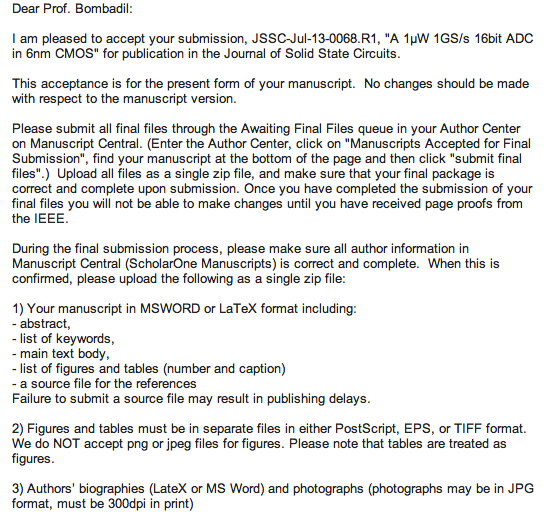 Dear Prof. Bombadil:
I am pleased to accept your submission, JSSC-Jul-13-0068.R1, "A 1µW 1GS/s 16bit ADC
in 6nm CMOS" for publication in the Journal of Solid State Circuits.
This acceptance is for the present form of your manuscript.  No changes should be made
with respect to the manuscript version.
Please submit all final files through the Awaiting Final Files queue in your Author Center
on Manuscript Central. (Enter the Author Center, click on "Manuscripts Accepted for Final
Submission", find your manuscript at the bottom of the page and then click "submit final
files".)  Upload all files as a single zip file, and make sure that your final package is
correct and complete upon submission. Once you have completed the submission of your
final files you will not be able to make changes until you have received page proofs from
the IEEE.
During the final submission process, please make sure all author information in
Manuscript Central (ScholarOne Manuscripts) is correct and complete.  When this is
confirmed, please upload the following as a single zip file:
1) Your manuscript in MSWORD or LaTeX format including:
- abstract,
- list of keywords,
- main text body,
- list of figures and tables (number and caption)
- a source file for the references
Failure to submit a source file may result in publishing delays.
2) Figures and tables must be in separate files in either PostScript, EPS, or TIFF format.
We do NOT accept png or jpeg files for figures. Please note that tables are treated as
figures.
3) Authors' biographies (LateX or MS Word) and photographs (photographs may be in JPG
format, must be 300dpi in print)